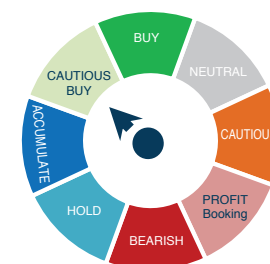 BUY
NEUTRAL
CAUTIOU
PROFIT
Booking
BEARISH
HOLD
ACCUMULATE
CAUTIOUS
BUY